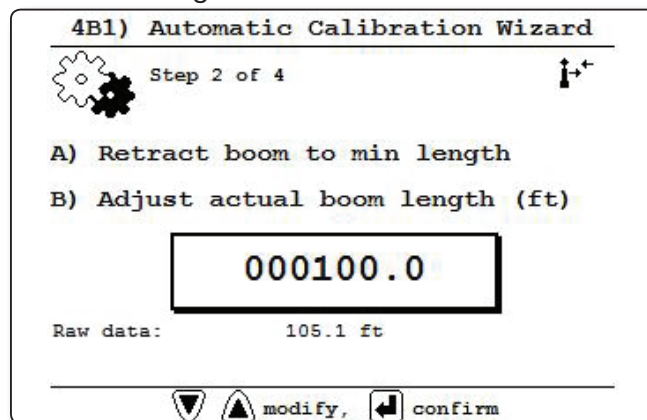 4B1) Automatic Calibration Wizard
Step 2 of 4
A) Retract boom to min length
B) Adjust actual boom length (ft)
000100.0
Raw data: 105.1 ft
modify, confirm